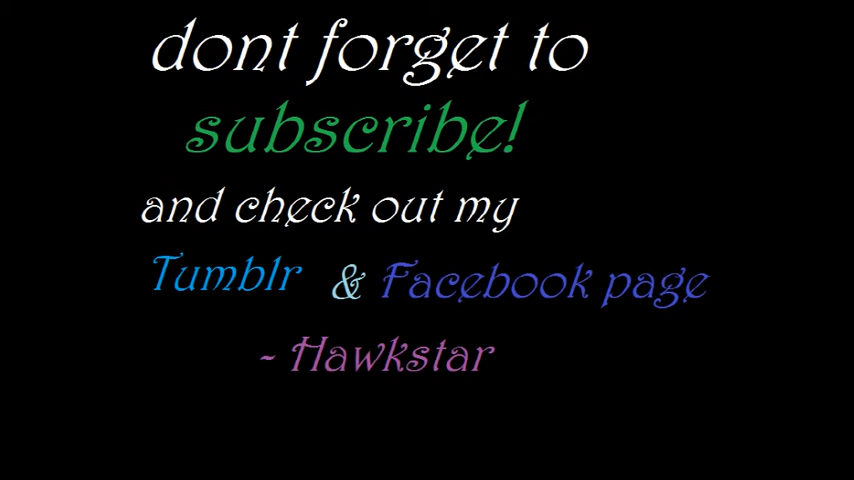 dont forget to
subscribe!
and check out my
Tumblr & Facebook page
- Hawkstar